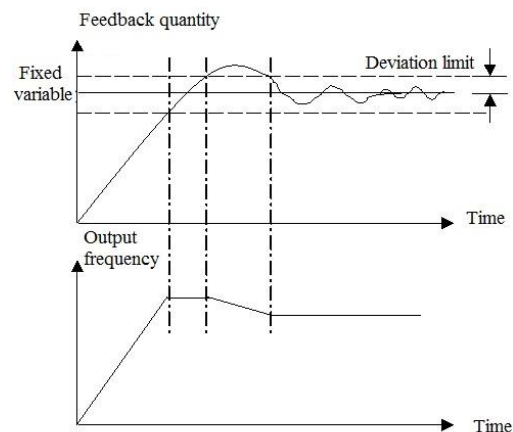 Feedback quantity
Deviation limit
Fixed
variable
Time
Output
frequency
Time